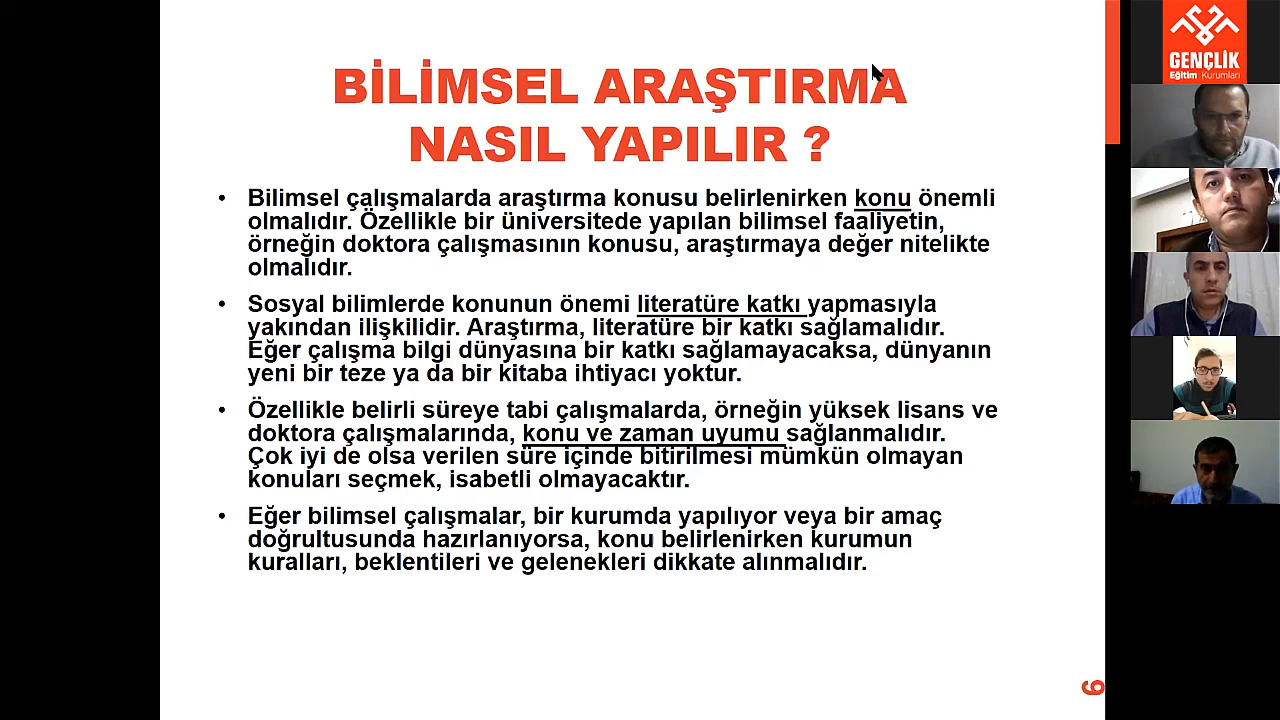 BİLİMSEL ARAŞTIRMA
NASIL YAPILIR ?
• Bilimsel çalışmalarda araştırma konusu belirlenirken konu önemli
olmalıdır. Özellikle bir üniversitede yapılan bilimsel faaliyetin,
örneğin doktora çalışmasının konusu, araştırmaya değer nitelikte
olmalıdır.
• Sosyal bilimlerde konunun önemi literatüre katkı yapmasıyla
yakından ilişkilidir. Araştırma, literatüre bir katkı sağlamalıdır.
Eğer çalışma bilgi dünyasına bir katkı sağlamayacaksa, dünyanın
yeni bir teze ya da bir kitaba ihtiyacı yoktur.
• Özellikle belirli süreye tabi çalışmalarda, örneğin yüksek lisans ve
doktora çalışmalarında, konu ve zaman uyumu sağlanmalıdır.
Çok iyi de olsa verilen süre içinde bitirilmesi mümkün olmayan
konuları seçmek, isabetli olmayacaktır.
• Eğer bilimsel çalışmalar, bir kurumda yapılıyor veya bir amaç
doğrultusunda hazırlanıyorsa, konu belirlenirken kurumun
kuralları, beklentileri ve gelenekleri dikkate alınmalıdır.
6
GENÇLİK
Eğitim Kurumları